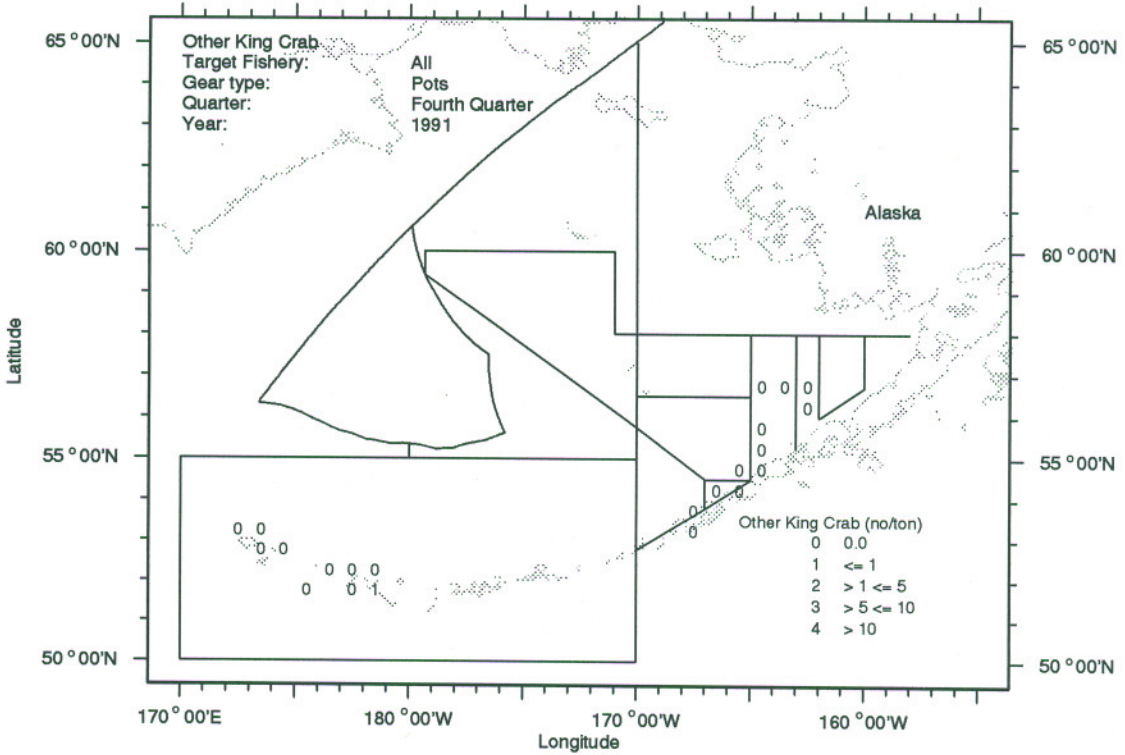 65 °00'N
65 °00'N
Other King Crab
Target Fishery: All
Gear type: Pots
Quarter: Fourth Quarter
Year: 1991
Alaska
60 °00'N
60 °00'N
Latitude
0 0 0
0
0
0
55 °00'N
55 °00'N
0 0
0 0
0
0
0 0
0 0
0 0 0
0 0 1
Other King Crab (no/ton)
0 0.0
1 <= 1
2 > 1 <= 5
3 > 5 <= 10
4 > 10
50 °00'N
50 °00'N
170 °00'E
180 °00'W
170 °00'W
160 °00'W
Longitude